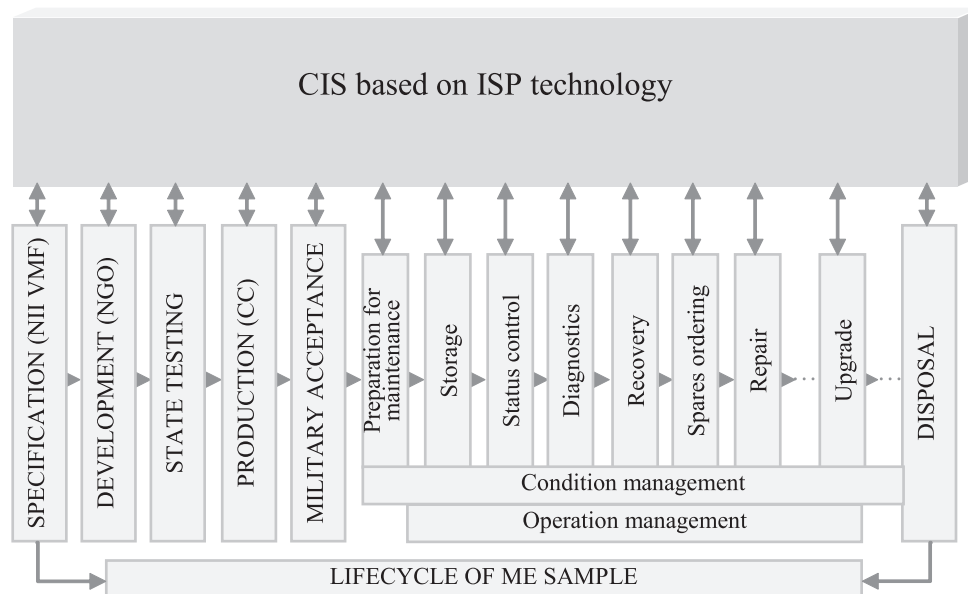 CIS based on ISP technology
SPECIFICATION (NII VMF)
DEVELOPMENT (NGO)
STATE TESTING
PRODUCTION (CC)
MILITARY ACCEPTANCE
Preparation for
maintenance
Storage
Status control
Diagnostics
Recovery
Spares ordering
Repair
Upgrade
DISPOSAL
Condition management
Operation management
LIFECYCLE OF ME SAMPLE